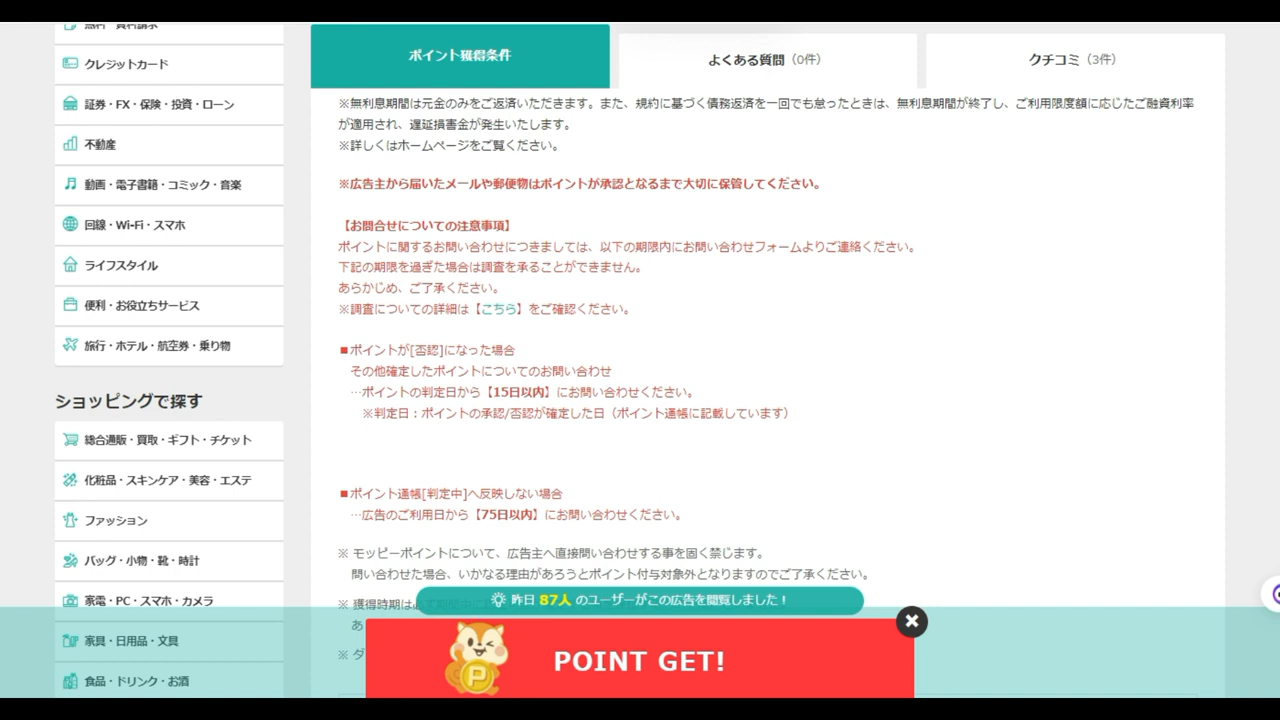 クレジットカード
証券・FX・保険・投資・ローン
不動産
動画・電子書籍・コミック・音楽
回線・Wi-Fi・スマホ
ライフスタイル
便利・お役立ちサービス
旅行・ホテル・航空券・乗り物
ショッピングで探す
総合通販・買取・ギフト・チケット
化粧品・スキンケア・美容・エステ
ファッション
バッグ・小物・靴・時計
家電・PC・スマホ・カメラ
家具・日用品・文具
食品・ドリンク・お酒
ポイント獲得条件
よくある質問（0件）
クチコミ（3件）
※無利息期間は元金のみをご返済いただきます。また、規約に基づく債務返済を一回でも怠ったときは、無利息期間が終了し、ご利用限度額に応じたご融資利率
が適用され、遅延損害金が発生いたします。
※詳しくはホームページをご覧ください。
※広告主から届いたメールや郵便物はポイントが承認となるまで大切に保管してください。
【お問合せについての注意事項】
ポイントに関するお問い合わせにつきましては、以下の期限内にお問い合わせフォームよりご連絡ください。
下記の期限を過ぎた場合は調査を承ることができません。
あらかじめ、ご了承ください。
※調査についての詳細は【こちら】をご確認ください。
■ポイントが[否認]になった場合
その他確定したポイントについてのお問い合わせ
…ポイントの判定日から【15日以内】にお問い合わせください。
※判定日：ポイントの承認/否認が確定した日（ポイント通帳に記載しています）
■ポイント通帳[判定中]へ反映しない場合
…広告のご利用日から【75日以内】にお問い合わせください。
※ モッピーポイントについて、広告主へ直接問い合わせする事を固く禁じます。
問い合わせた場合、いかなる理由があろうとポイント付与対象外となりますのでご了承ください。
※ 獲得時期は
昨日 87人 のユーザーがこの広告を閲覧しました！
あ
※ ダ
P
POINT GET!